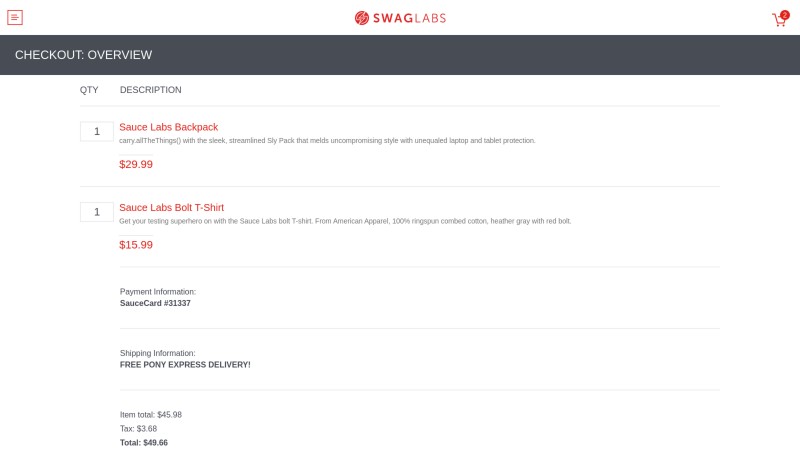 SWAGLABS
2
CHECKOUT: OVERVIEW
QTY DESCRIPTION
1
Sauce Labs Backpack
carry.allTheThings() with the sleek, streamlined Sly Pack that melds uncompromising style with unequaled laptop and tablet protection.
$29.99
1
Sauce Labs Bolt T-Shirt
Get your testing superhero on with the Sauce Labs bolt T-shirt. From American Apparel, 100% ringspun combed cotton, heather gray with red bolt.
$15.99
Payment Information:
SauceCard #31337
Shipping Information:
FREE PONY EXPRESS DELIVERY!
Item total: $45.98
Tax: $3.68
Total: $49.66